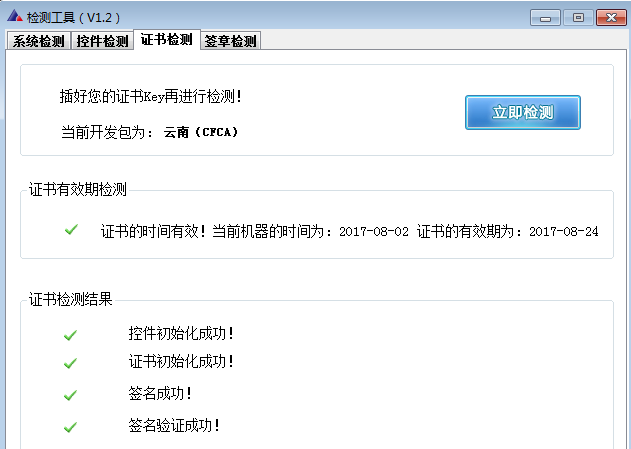 检测工具（V1.2）
系统检测 控件检测 证书检测 签章检测
插好您的证书Key再进行检测！
立即检测
当前开发包为： 云南（CFCA）
证书有效期检测
证书的时间有效！当前机器的时间为：2017-08-02 证书的有效期为：2017-08-24
证书检测结果
控件初始化成功！
证书初始化成功！
签名成功！
签名验证成功！